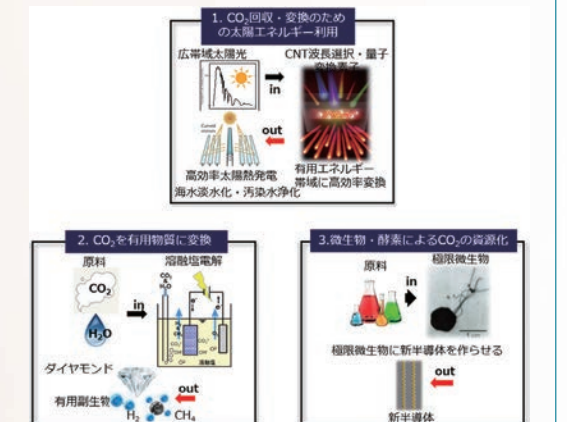 1. CO₂回収・変換のため
の太陽エネルギー利用
広帯域太陽光
CNT波長選択・量子
変換素子
in
out
高効率太陽熱発電
海水淡水化・汚染水浄化
有用エネルギー
帯域に高効率変換
2. CO₂を有用物質に変換
原料
溶融塩電解
CO₂
in
H₂O
ダイヤモンド
out
有用副生物
H₂
CH₄
3.微生物・酵素によるCO₂の資源化
原料
極限微生物
in
極限微生物に新半導体を作らせる
out
新半導体